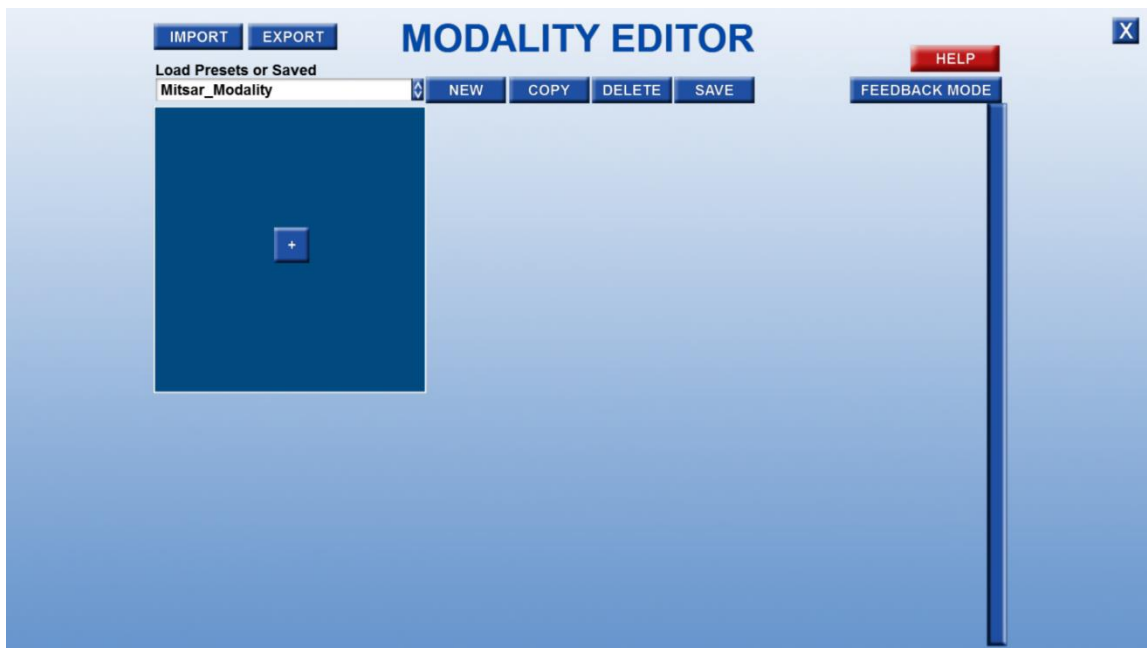 IMPORT EXPORT MODALITY EDITOR X
HELP
Load Presets or Saved
Mitsar_Modality NEW COPY DELETE SAVE FEEDBACK MODE
+